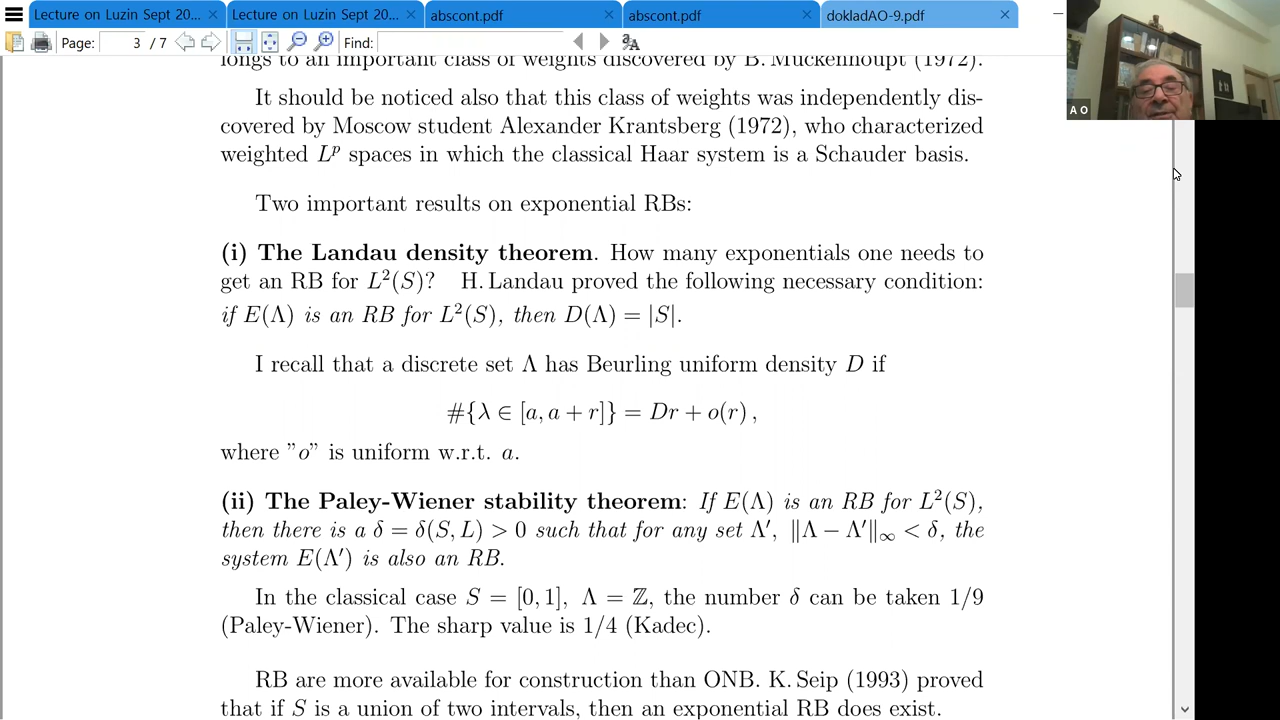 Lecture on Luzin Sept 20...
Lecture on Luzin Sept 20...
abscont.pdf
abscont.pdf
dokladAO-9.pdf
Page: 3 / 7 Find:
longs to an important class of weights discovered by B. Muckenhoupt (1972).
It should be noticed also that this class of weights was independently dis-
covered by Moscow student Alexander Krantsberg (1972), who characterized
weighted Lᵖ spaces in which the classical Haar system is a Schauder basis.
Two important results on exponential RBs:
(i) The Landau density theorem. How many exponentials one needs to
get an RB for L²(S)? H. Landau proved the following necessary condition:
if E(Λ) is an RB for L²(S), then D(Λ) = |S|.
I recall that a discrete set Λ has Beurling uniform density D if
#{λ ∈ [a, a + r]} = Dr + o(r) ,
where ”o” is uniform w.r.t. a.
(ii) The Paley-Wiener stability theorem: If E(Λ) is an RB for L²(S),
then there is a δ = δ(S, L) > 0 such that for any set Λ′, ‖Λ − Λ′‖∞ < δ, the
system E(Λ′) is also an RB.
In the classical case S = [0, 1], Λ = ℤ, the number δ can be taken 1/9
(Paley-Wiener). The sharp value is 1/4 (Kadec).
RB are more available for construction than ONB. K. Seip (1993) proved
that if S is a union of two intervals, then an exponential RB does exist.
A O